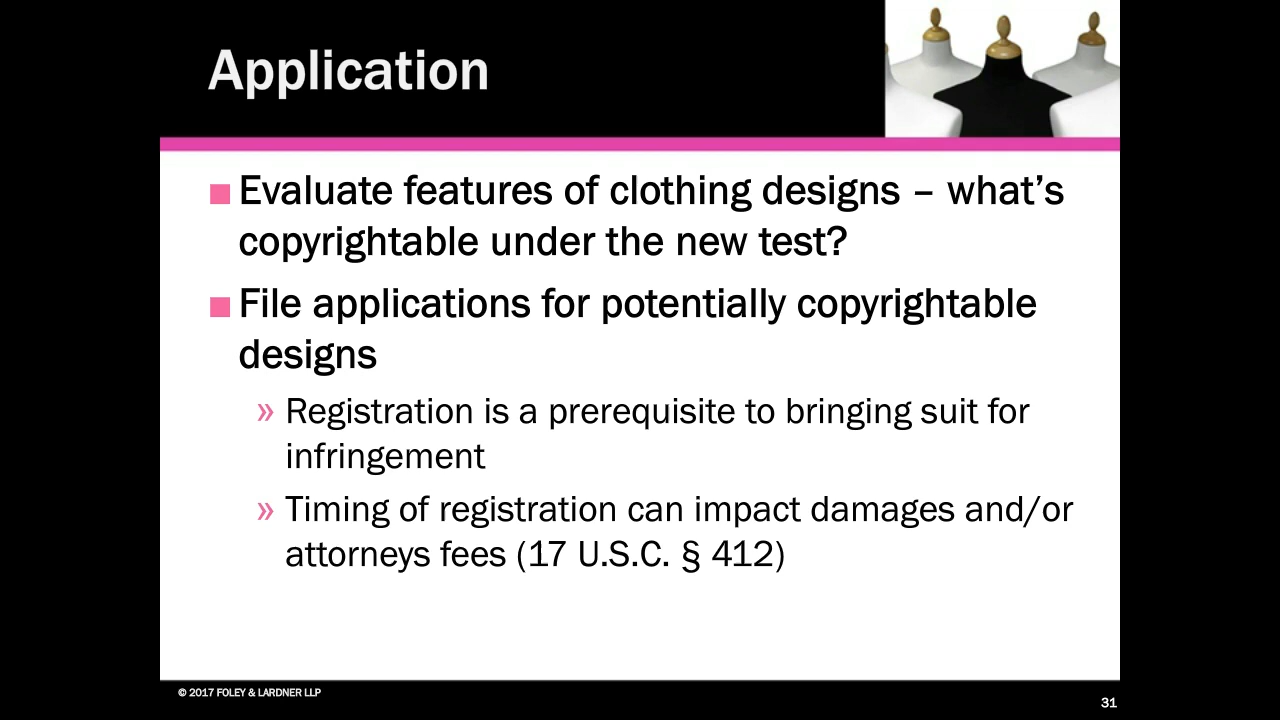 Application
■ Evaluate features of clothing designs – what’s
copyrightable under the new test?
■ File applications for potentially copyrightable
designs
» Registration is a prerequisite to bringing suit for
infringement
» Timing of registration can impact damages and/or
attorneys fees (17 U.S.C. § 412)
© 2017 FOLEY & LARDNER LLP
31